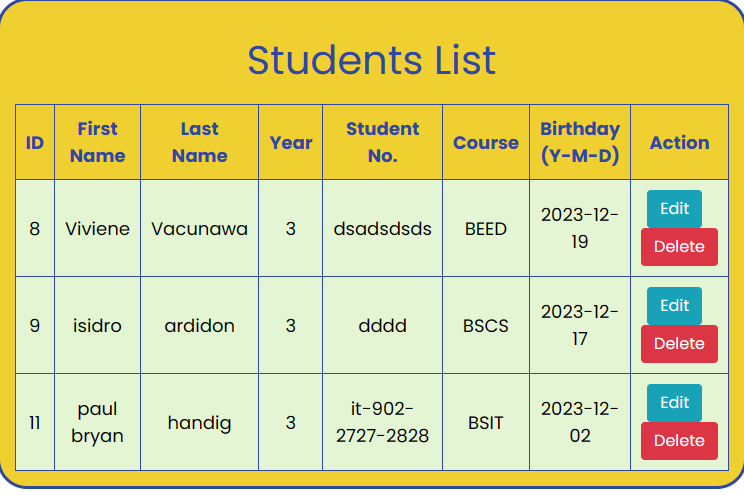 Students List
ID First Name Last Name Year Student No. Course Birthday (Y-M-D) Action
8 Viviene Vacunawa 3 dsadsdsds BEED 2023-12-19 Edit Delete
9 isidro ardidon 3 dddd BSCS 2023-12-17 Edit Delete
11 paul bryan handig 3 it-902-2727-2828 BSIT 2023-12-02 Edit Delete